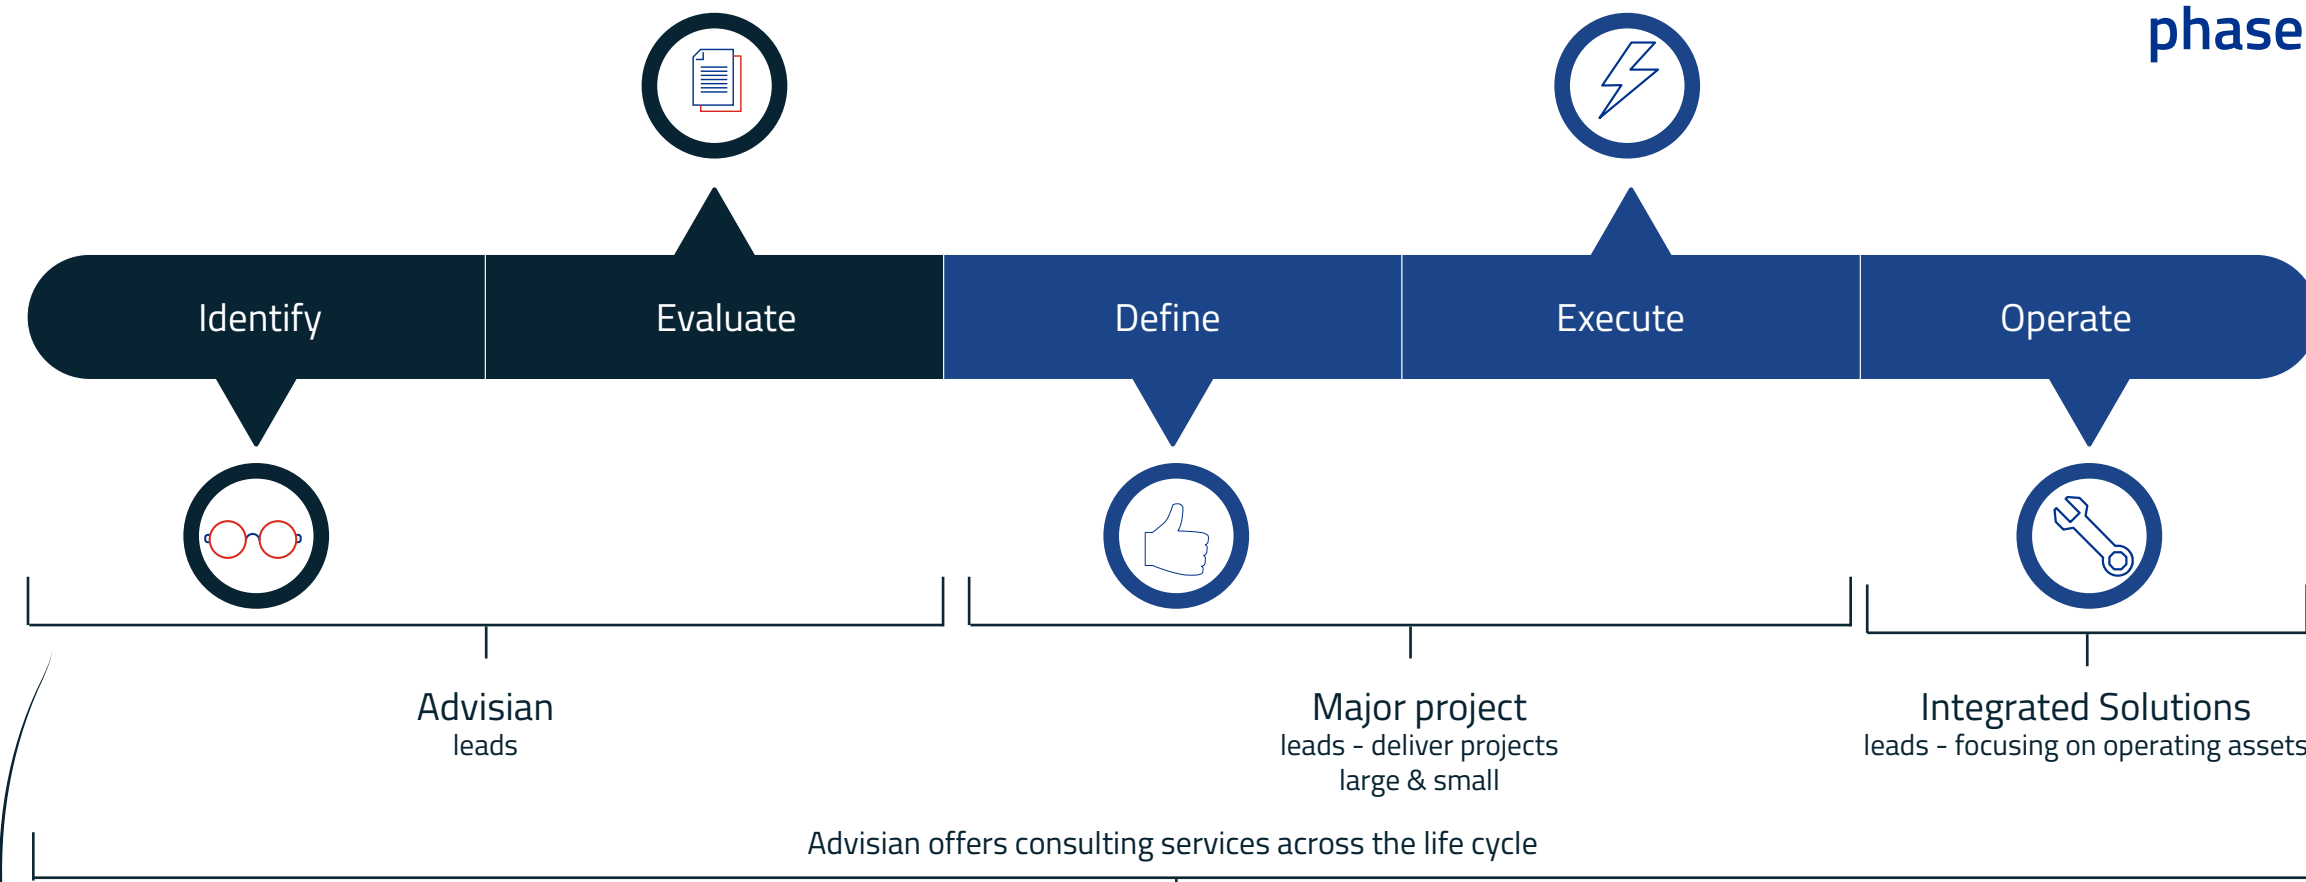 phase
Identify
Evaluate
Define
Execute
Operate
Advisian
leads
Major project
leads - deliver projects
large & small
Integrated Solutions
leads - focusing on operating assets
Advisian offers consulting services across the life cycle